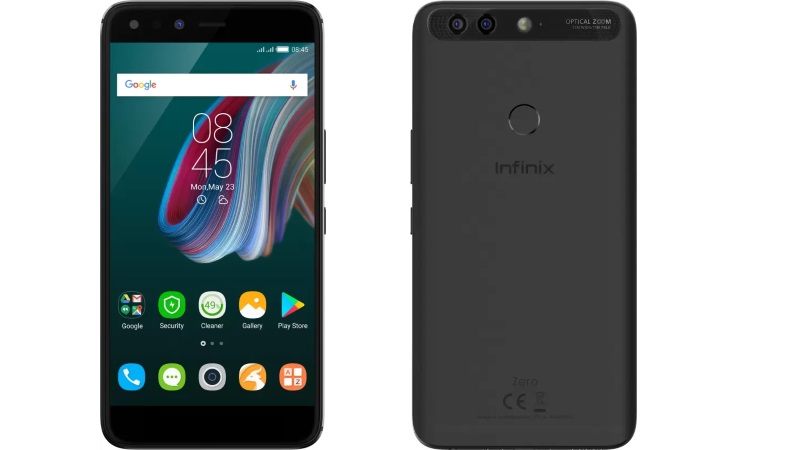 08:45
Google
08
45
Mon,May 23
49%
Google
Security
Cleaner
Gallery
Play Store
A
Z
OPTICAL ZOOM
Infinix
Zero
CE